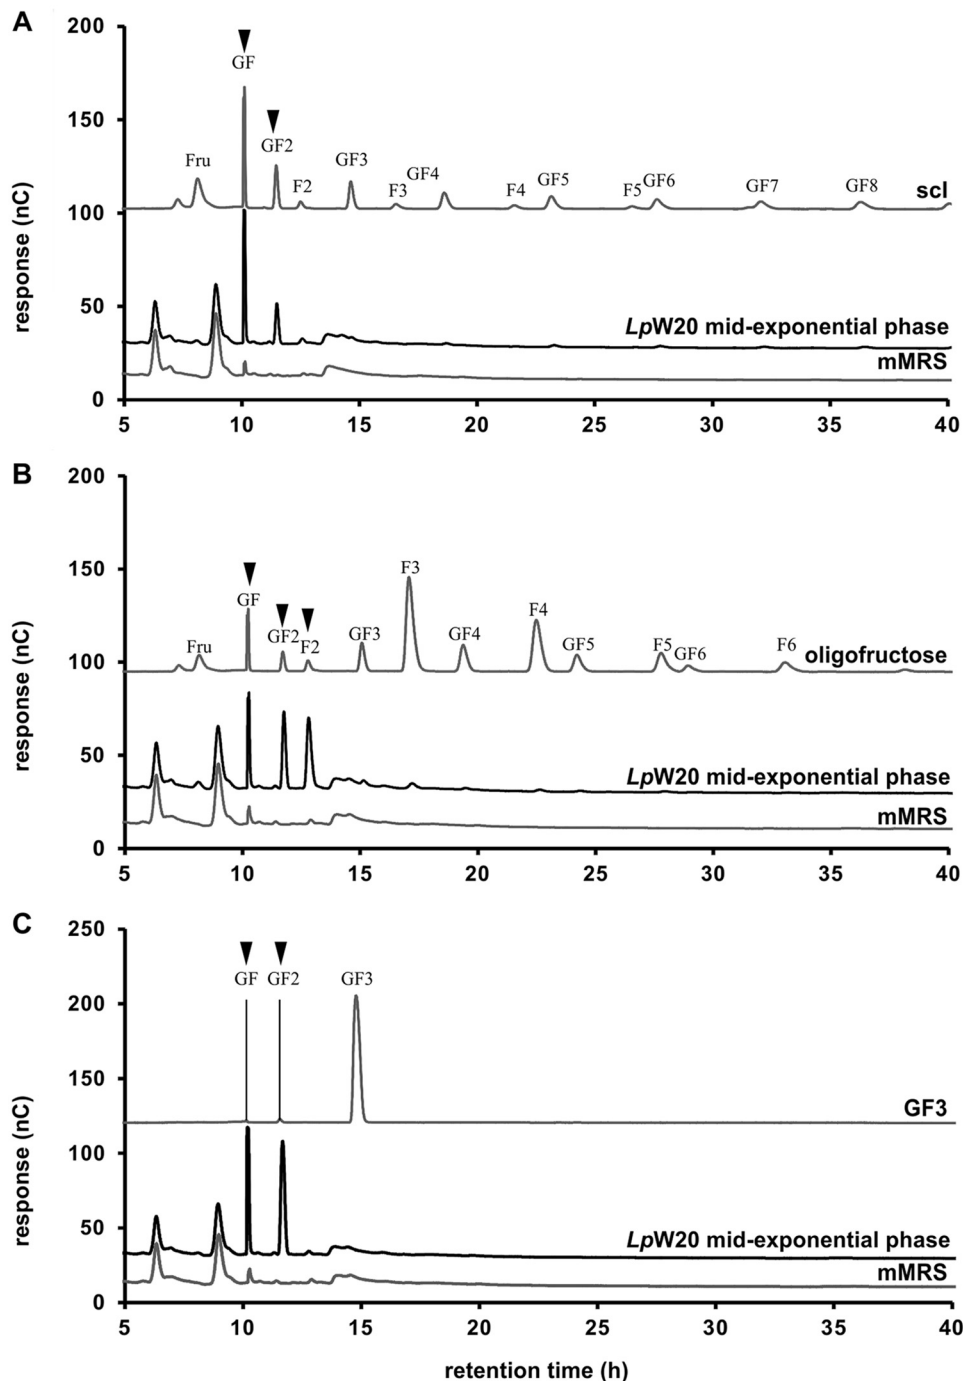 A
200
GF
150
GF2
Fru
GF3
GF4
GF5
GF6
F2
F3
F4
F5
GF7
GF8
scl
100
response (nC)
50
LpW20 mid-exponential phase
mMRS
0
5 10 15 20 25 30 35 40
B
200
150
F3
GF
F4
GF2
F2
GF3
GF4
GF5
F5
GF6
F6
Fru
100
oligofructose
response (nC)
50
LpW20 mid-exponential phase
mMRS
0
5 10 15 20 25 30 35 40
C
250
GF GF2 GF3
200
150
GF3
response (nC)
100
50
LpW20 mid-exponential phase
mMRS
0
5 10 15 20 25 30 35 40
retention time (h)